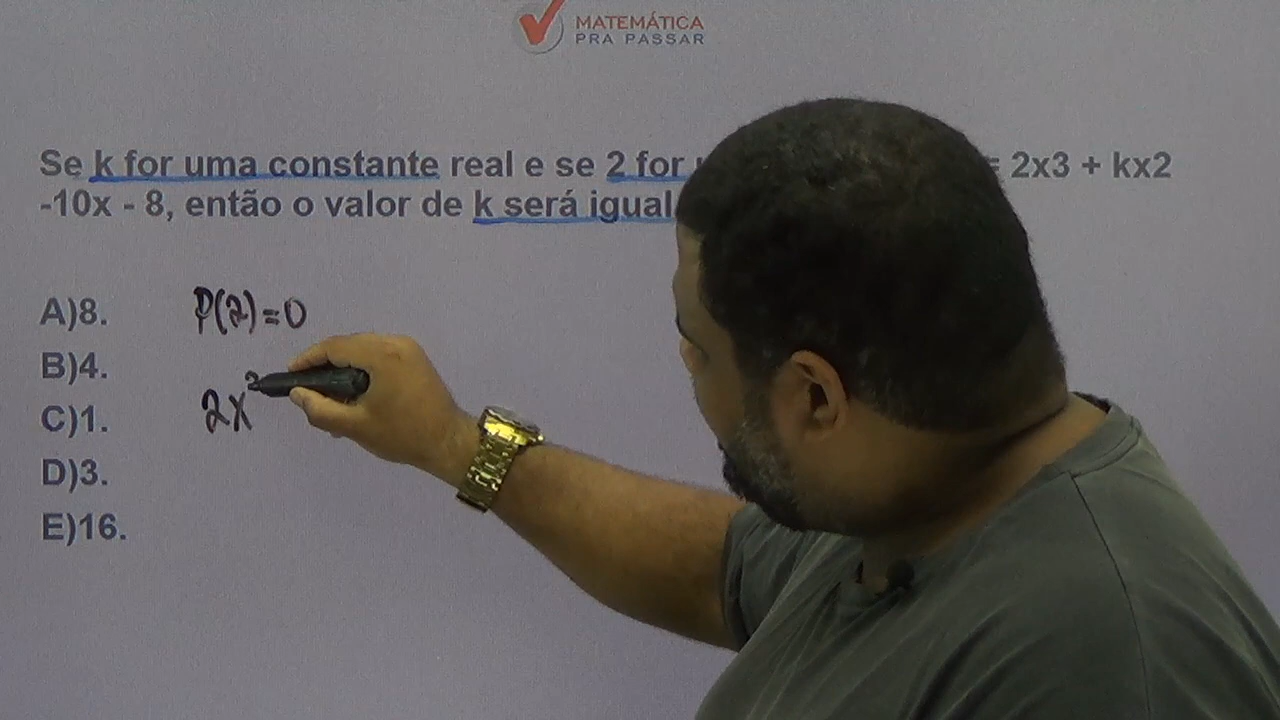 MATEMÁTICA
PRA PASSAR
Se k for uma constante real e se 2 for = 2x3 + kx2
-10x - 8, então o valor de k será igual
A)8.
B)4.
C)1.
D)3.
E)16.
P(2)=0
2x